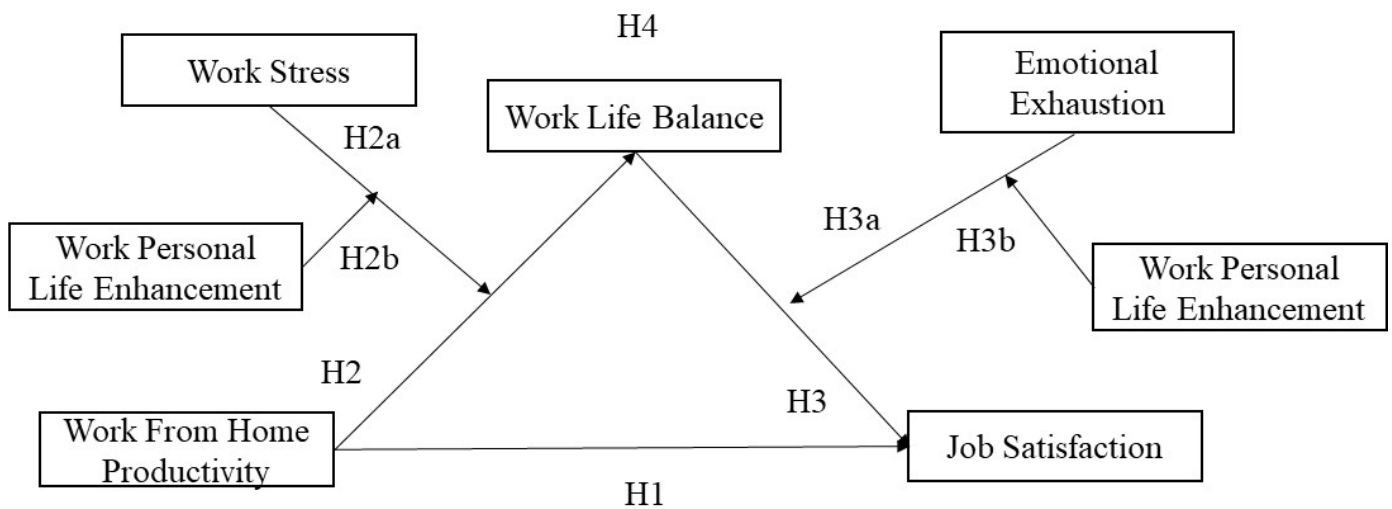 H4
Work Stress
Emotional
Exhaustion
Work Life Balance
H2a
H3a
H3b
Work Personal
Life Enhancement
H2b
Work Personal
Life Enhancement
H2
H3
Work From Home
Productivity
Job Satisfaction
H1